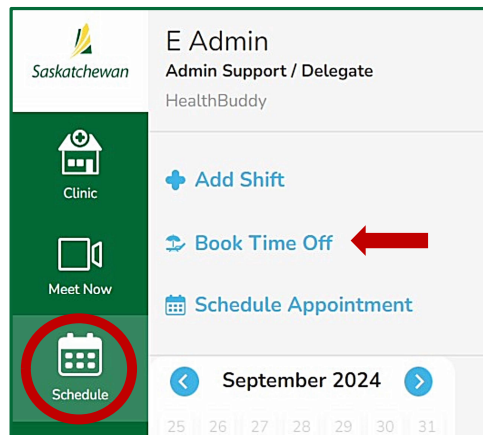 Saskatchewan
E Admin
Admin Support / Delegate
HealthBuddy
Clinic
Meet Now
Schedule
Add Shift
Book Time Off
Schedule Appointment
September 2024
25 26 27 28 29 30 31